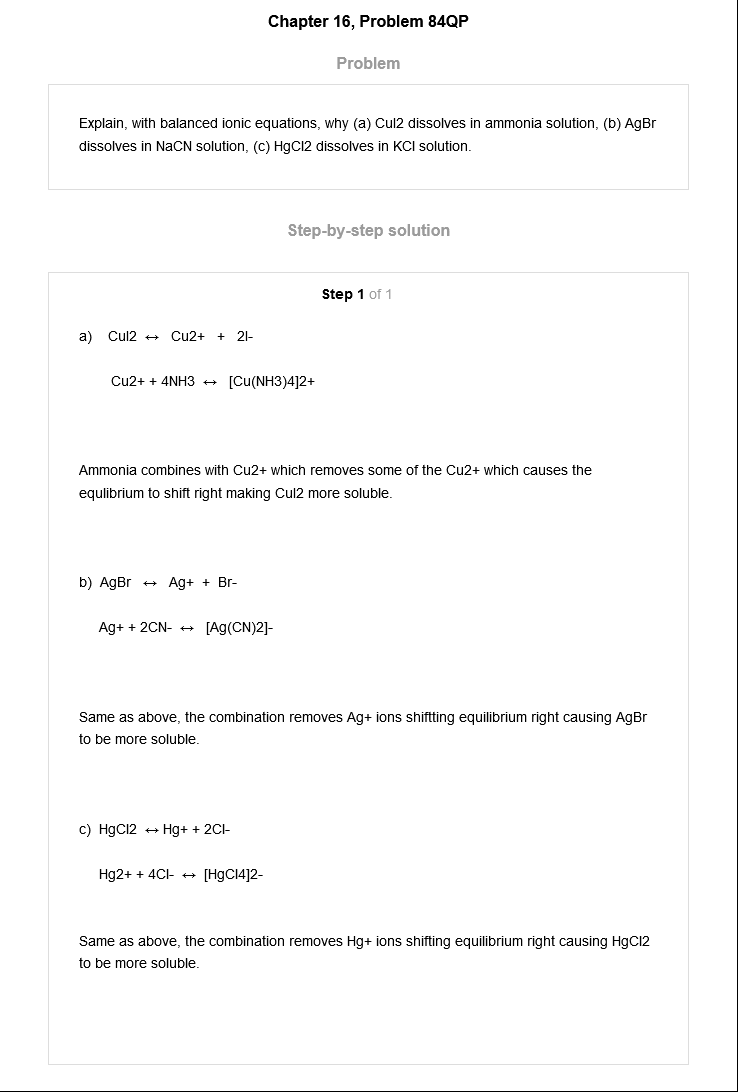 Chapter 16, Problem 84QP
Problem
Explain, with balanced ionic equations, why (a) CuI2 dissolves in ammonia solution, (b) AgBr
dissolves in NaCN solution, (c) HgCl2 dissolves in KCl solution.
Step-by-step solution
Step 1 of 1
a) CuI2 ↔ Cu2+ + 2I-
Cu2+ + 4NH3 ↔ [Cu(NH3)4]2+
Ammonia combines with Cu2+ which removes some of the Cu2+ which causes the
equlibrium to shift right making CuI2 more soluble.
b) AgBr ↔ Ag+ + Br-
Ag+ + 2CN- ↔ [Ag(CN)2]-
Same as above, the combination removes Ag+ ions shiftting equilibrium right causing AgBr
to be more soluble.
c) HgCl2 ↔ Hg+ + 2Cl-
Hg2+ + 4Cl- ↔ [HgCl4]2-
Same as above, the combination removes Hg+ ions shifting equilibrium right causing HgCl2
to be more soluble.